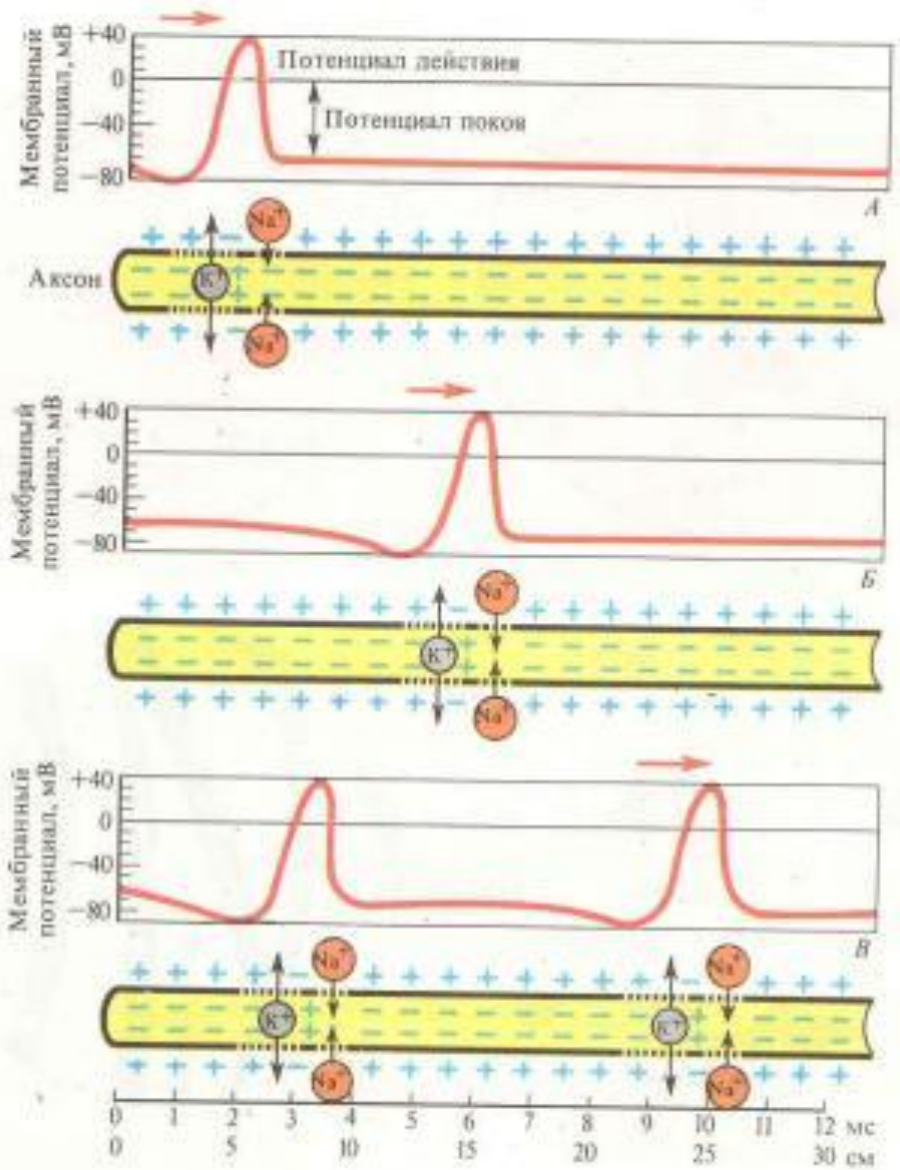 Мембранный
потенциал, мВ
+40
0
−40
−80
Потенциал действия
Потенциал покоя
А
Аксон
Na+
K+
Na+
Мембранный
потенциал, мВ
+40
0
−40
−80
Б
Na+
K+
Na+
Мембранный
потенциал, мВ
+40
0
−40
−80
В
Na+ Na+
K+ K+
Na+ Na+
0 1 2 3 4 5 6 7 8 9 10 11 12 мс
0 5 10 15 20 25 30 см